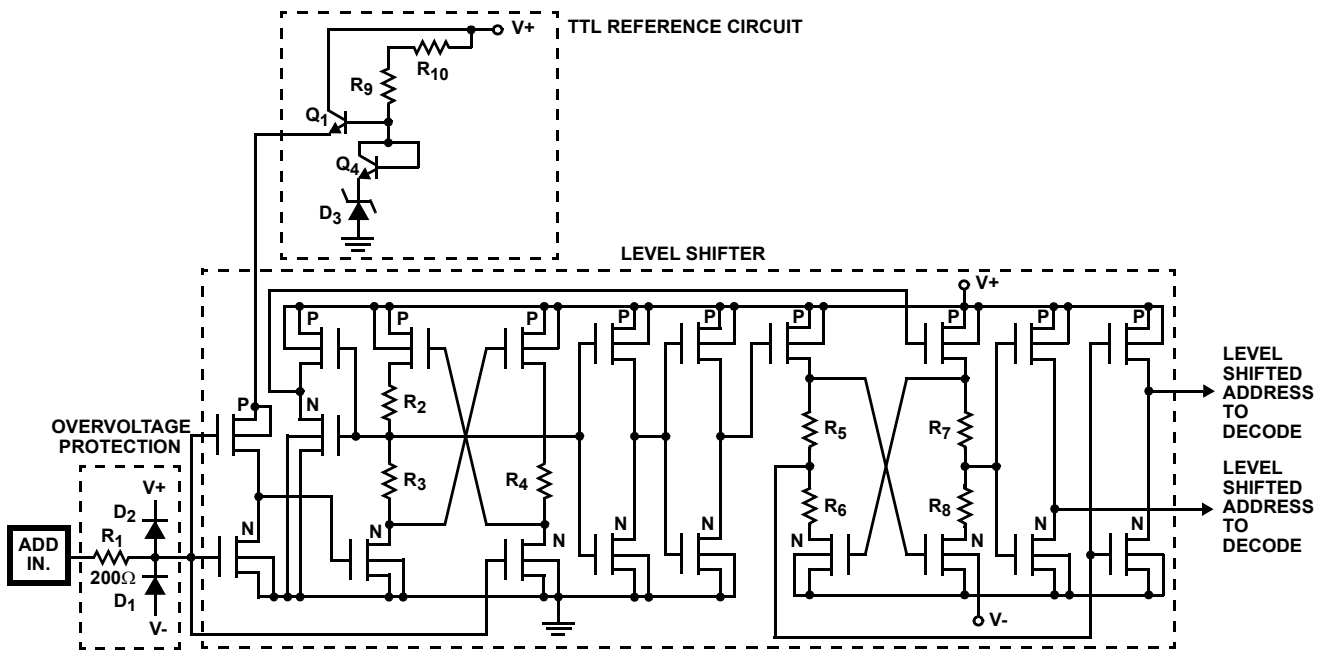 V+
TTL REFERENCE CIRCUIT
R10
R9
Q1
Q4
D3
LEVEL SHIFTER
V+
P
P
P
P
P
P
P
P
P
LEVEL
SHIFTED
ADDRESS
TO
DECODE
OVERVOLTAGE
PROTECTION
P
N
R2
R5
R7
R3
R4
R6
R8
LEVEL
SHIFTED
ADDRESS
TO
DECODE
V+
D2
R1
200Ω
D1
V-
ADD
IN.
N
N
N
N
N
N
N
N
N
V-